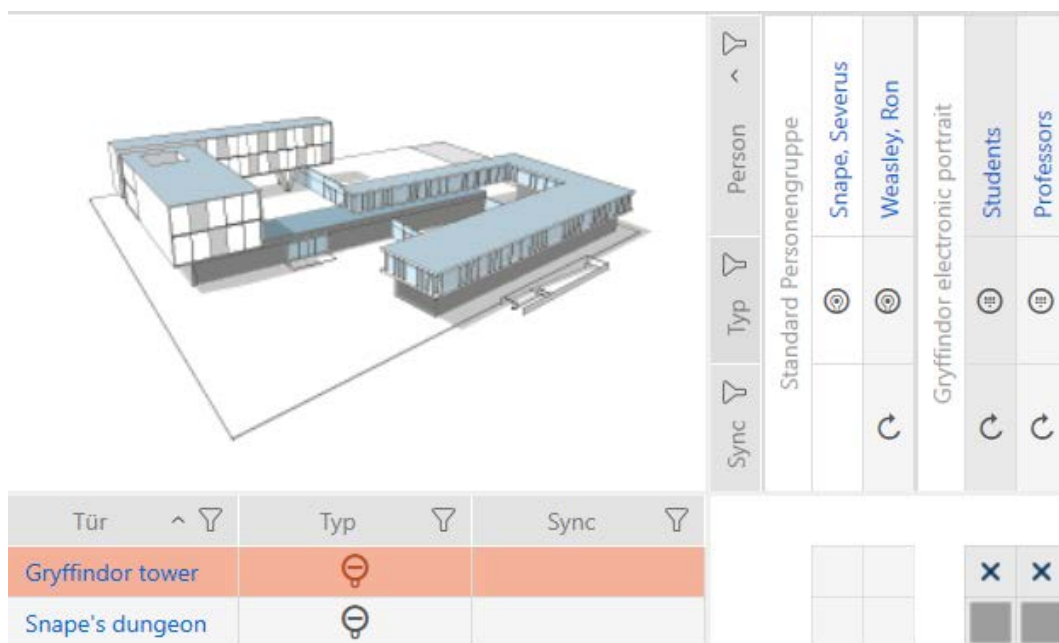 Person
Typ
Sync
Standard Personengruppe
Snape, Severus
Weasley, Ron
Gryffindor electronic portrait
Students
Professors
Tür Typ Sync
Gryffindor tower
Snape's dungeon